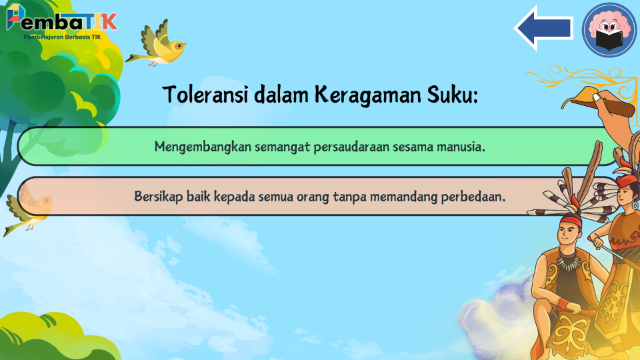 PembaTIK
Pembelajaran Berbasis TIK
Toleransi dalam Keragaman Suku:
Mengembangkan semangat persaudaraan sesama manusia.
Bersikap baik kepada semua orang tanpa memandang perbedaan.